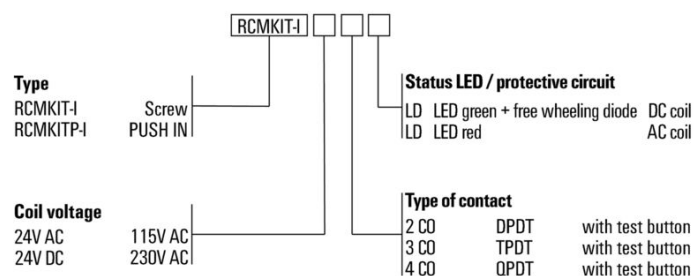 RCMKIT-I
Type
RCMKIT-I Screw
RCMKITP-I PUSH IN
Status LED / protective circuit
LD LED green + free wheeling diode DC coil
LD LED red AC coil
Coil voltage
24V AC 115V AC
24V DC 230V AC
Type of contact
2 CO DPDT with test button
3 CO TPDT with test button
4 CO QPDT with test button